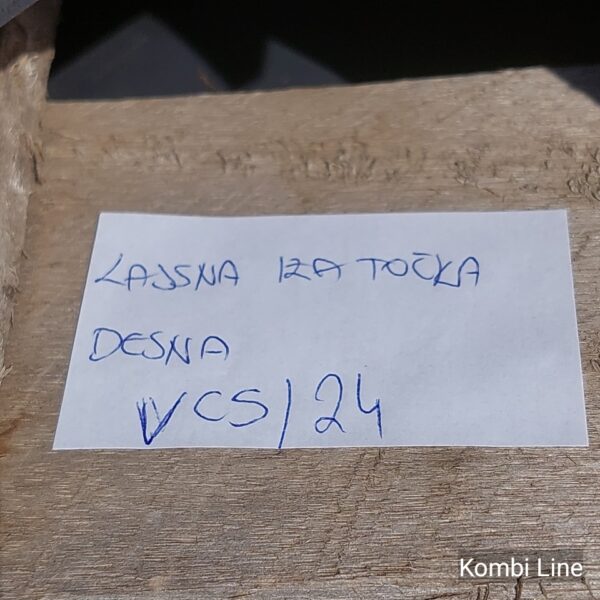 LAJSNA IZA TOČKA
DESNA
VCS/24
Kombi Line